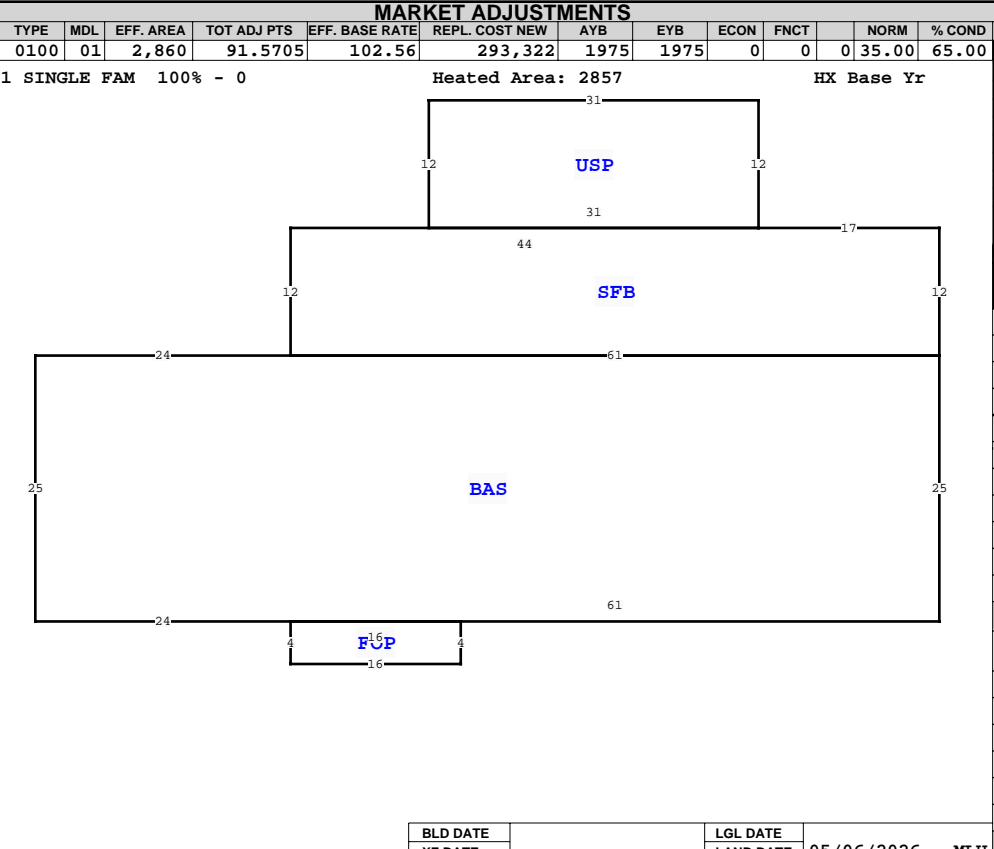 MARKET ADJUSTMENTS
TYPE MDL EFF. AREA TOT ADJ PTS EFF. BASE RATE REPL. COST NEW AYB EYB ECON FNCT NORM % COND
0100 01 2,860 91.5705 102.56 293,322 1975 1975 0 0 0 35.00 65.00
1 SINGLE FAM 100% - 0 Heated Area: 2857 HX Base Yr
31
12 USP 12
31
17
44
12 SFB 12
24 61
25 BAS 25
61
24
16
4 FOP 4
16
BLD DATE LGL DATE